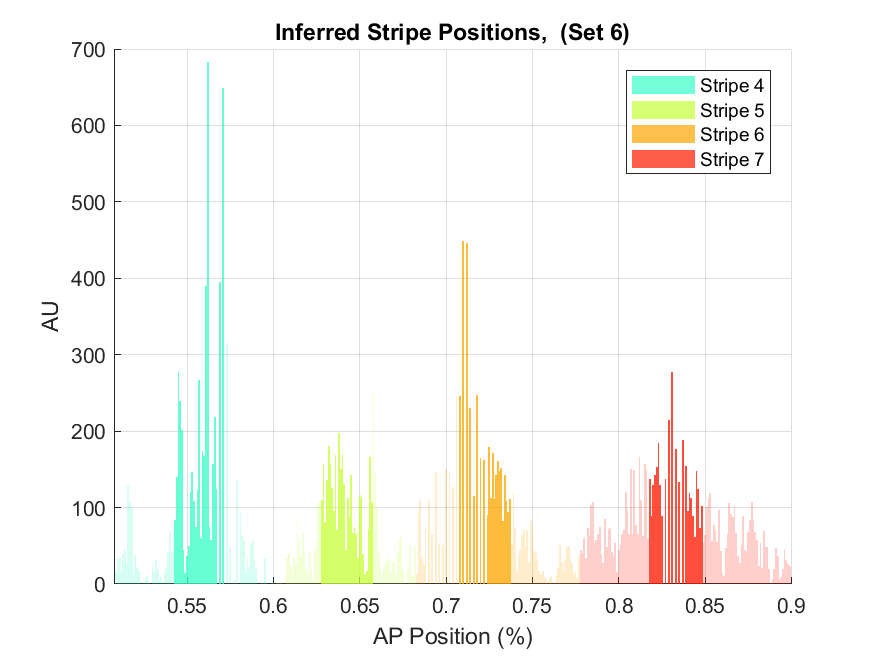 Inferred Stripe Positions,  (Set 6)
700
600
500
400
300
200
100
0
AU
Stripe 4
Stripe 5
Stripe 6
Stripe 7
0.55 0.6 0.65 0.7 0.75 0.8 0.85 0.9
AP Position (%)